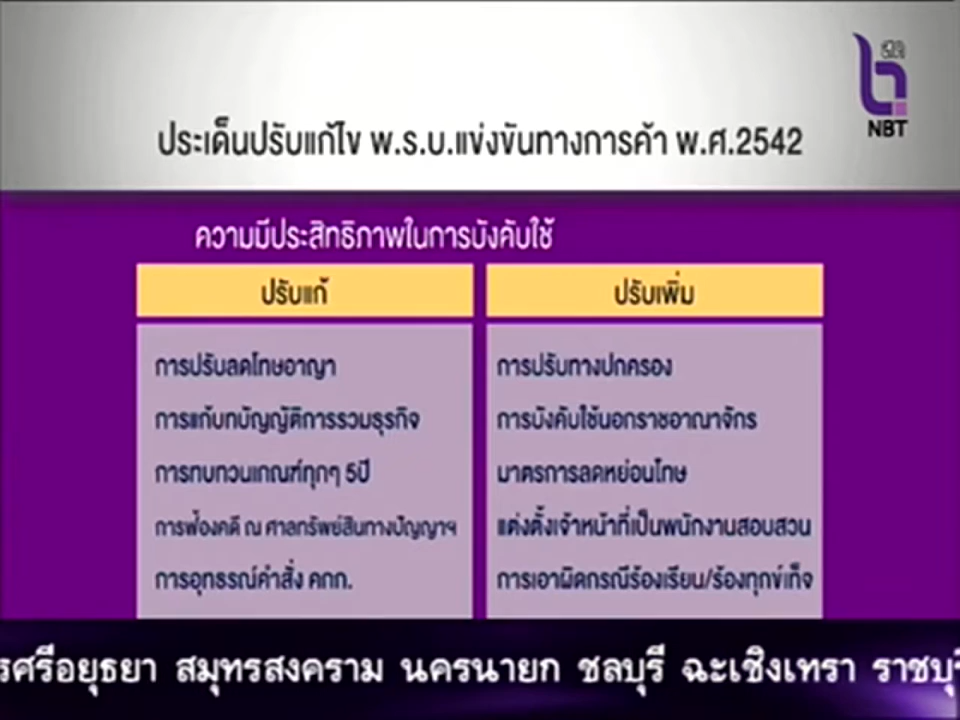 สท
NBT
ประเด็นปรับแก้ไข พ.ร.บ.แข่งขันทางการค้า พ.ศ.2542
ความมีประสิทธิภาพในการบังคับใช้
ปรับแก้
ปรับเพิ่ม
การปรับลดโทษอาญา
การปรับทางปกครอง
การแก้บทบัญญัติการรวมธุรกิจ
การบังคับใช้นอกราชอาณาจักร
การทบทวนเกณฑ์ทุกๆ 5ปี
มาตรการลดหย่อนโทษ
การฟ้องคดี ณ ศาลทรัพย์สินทางปัญญาฯ
แต่งตั้งเจ้าหน้าที่เป็นพนักงานสอบสวน
การอุทธรณ์คำสั่ง คกก.
การเอาผิดกรณีร้องเรียน/ร้องทุกข์เท็จ
รศรีอยุธยา สมุทรสงคราม นครนายก ชลบุรี ฉะเชิงเทรา ราชบุรี